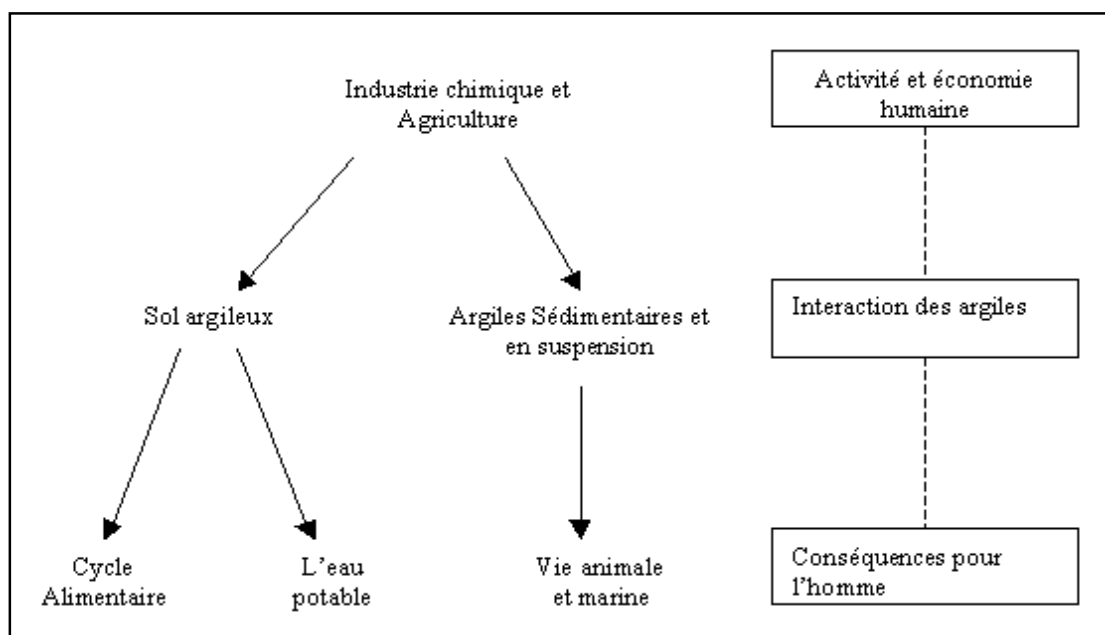 Industrie chimique et
Agriculture
Activité et économie
humaine
Sol argileux
Argiles Sédimentaires et
en suspension
Interaction des argiles
Cycle
Alimentaire
L'eau
potable
Vie animale
et marine
Conséquences pour
l'homme